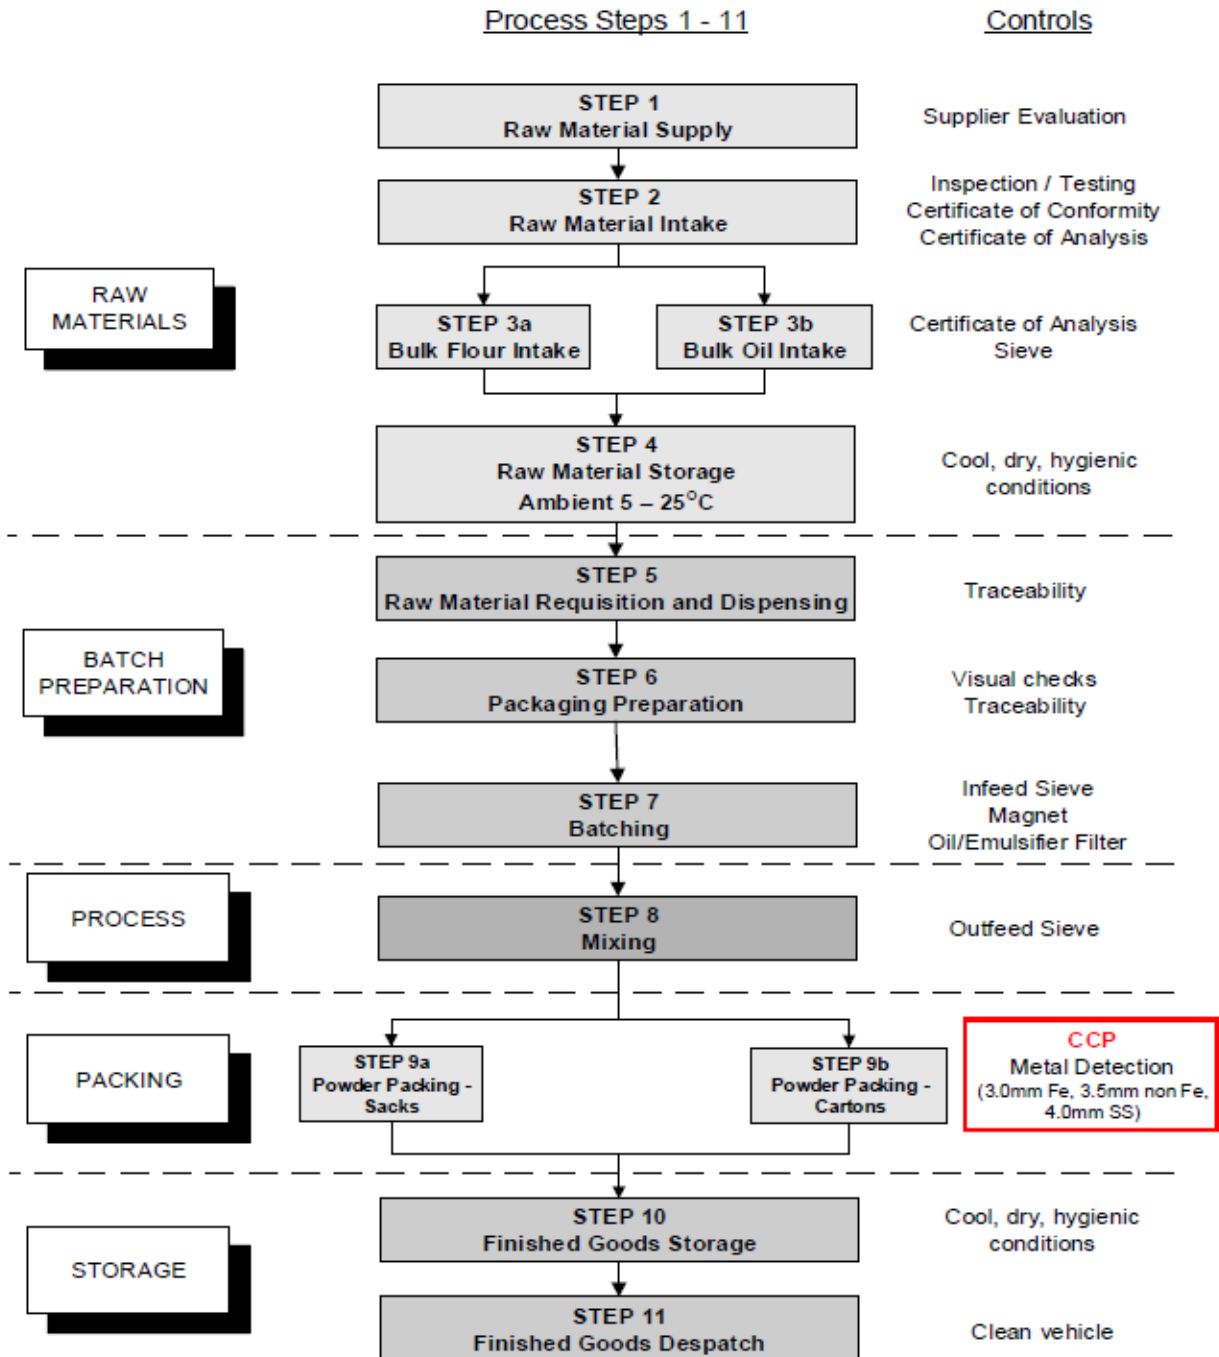 Process Steps 1 - 11
Controls
STEP 1
Raw Material Supply
Supplier Evaluation
STEP 2
Raw Material Intake
Inspection / Testing
Certificate of Conformity
Certificate of Analysis
RAW
MATERIALS
STEP 3a
Bulk Flour Intake
STEP 3b
Bulk Oil Intake
Certificate of Analysis
Sieve
STEP 4
Raw Material Storage
Ambient 5 – 25°C
Cool, dry, hygienic
conditions
STEP 5
Raw Material Requisition and Dispensing
Traceability
BATCH
PREPARATION
STEP 6
Packaging Preparation
Visual checks
Traceability
STEP 7
Batching
Infeed Sieve
Magnet
Oil/Emulsifier Filter
PROCESS
STEP 8
Mixing
Outfeed Sieve
PACKING
STEP 9a
Powder Packing -
Sacks
STEP 9b
Powder Packing -
Cartons
CCP
Metal Detection
(3.0mm Fe, 3.5mm non Fe,
4.0mm SS)
STORAGE
STEP 10
Finished Goods Storage
Cool, dry, hygienic
conditions
STEP 11
Finished Goods Despatch
Clean vehicle